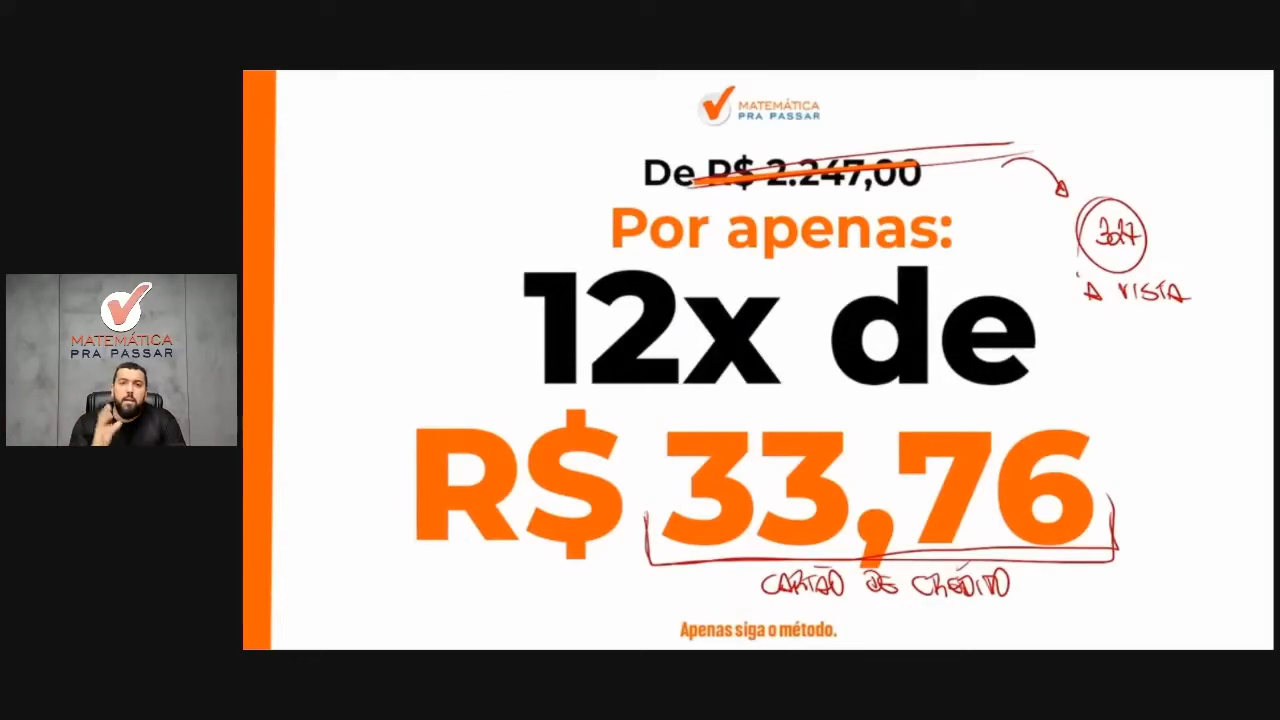 MATEMÁTICA
PRA PASSAR
De R$ 2.247,00
Por apenas:
À VISTA
12x de
R$ 33,76
CARTÃO DE CRÉDITO
Apenas siga o método.
MATEMÁTICA
PRA PASSAR